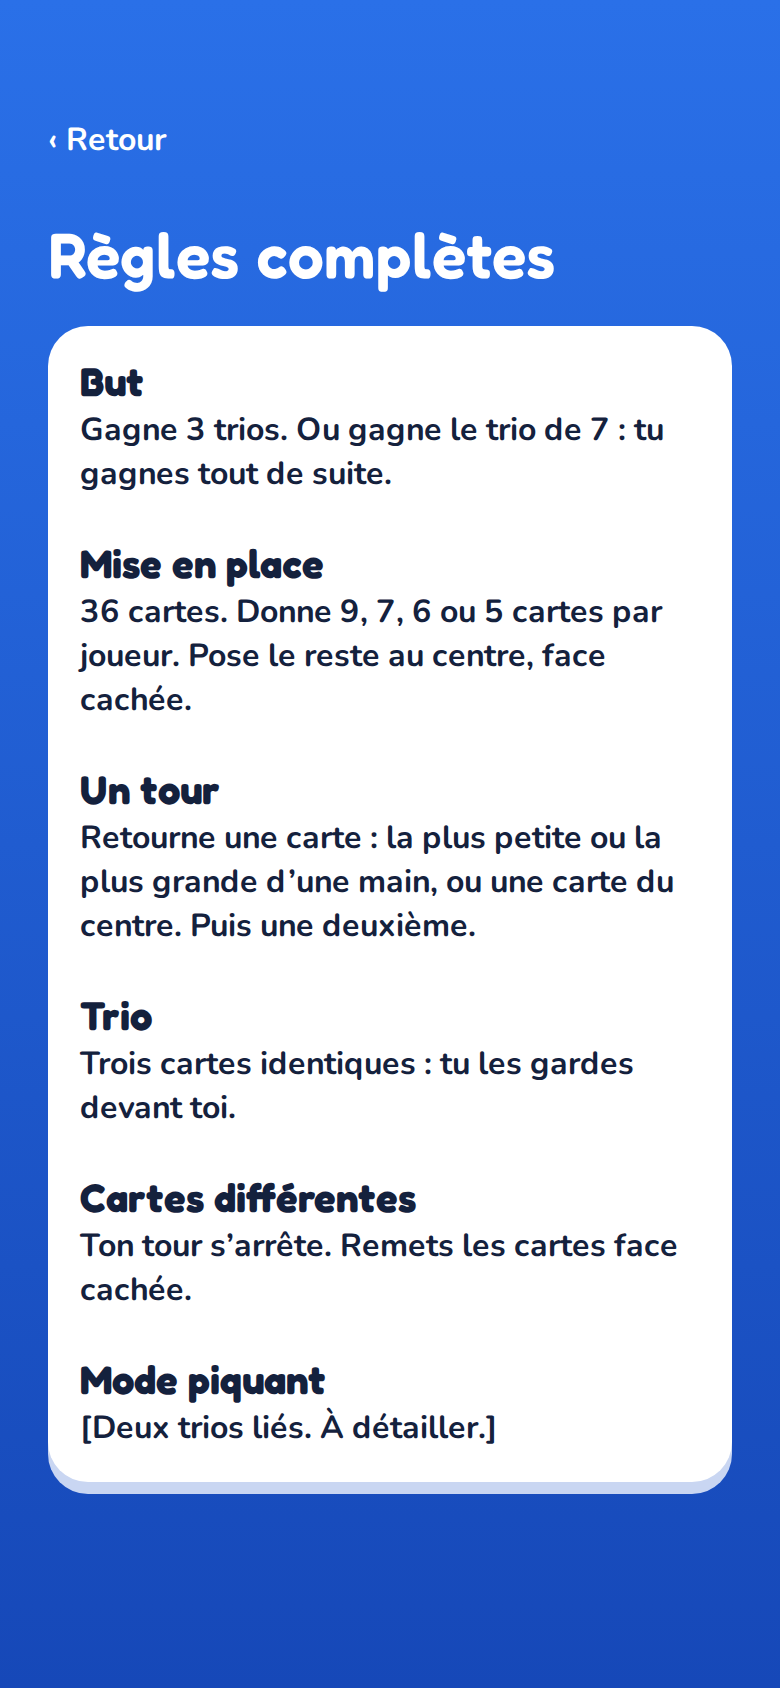 ‹ Retour
Règles complètes
But
Gagne 3 trios. Ou gagne le trio de 7 : tu
gagnes tout de suite.
Mise en place
36 cartes. Donne 9, 7, 6 ou 5 cartes par
joueur. Pose le reste au centre, face
cachée.
Un tour
Retourne une carte : la plus petite ou la
plus grande d’une main, ou une carte du
centre. Puis une deuxième.
Trio
Trois cartes identiques : tu les gardes
devant toi.
Cartes différentes
Ton tour s’arrête. Remets les cartes face
cachée.
Mode piquant
[Deux trios liés. À détailler.]